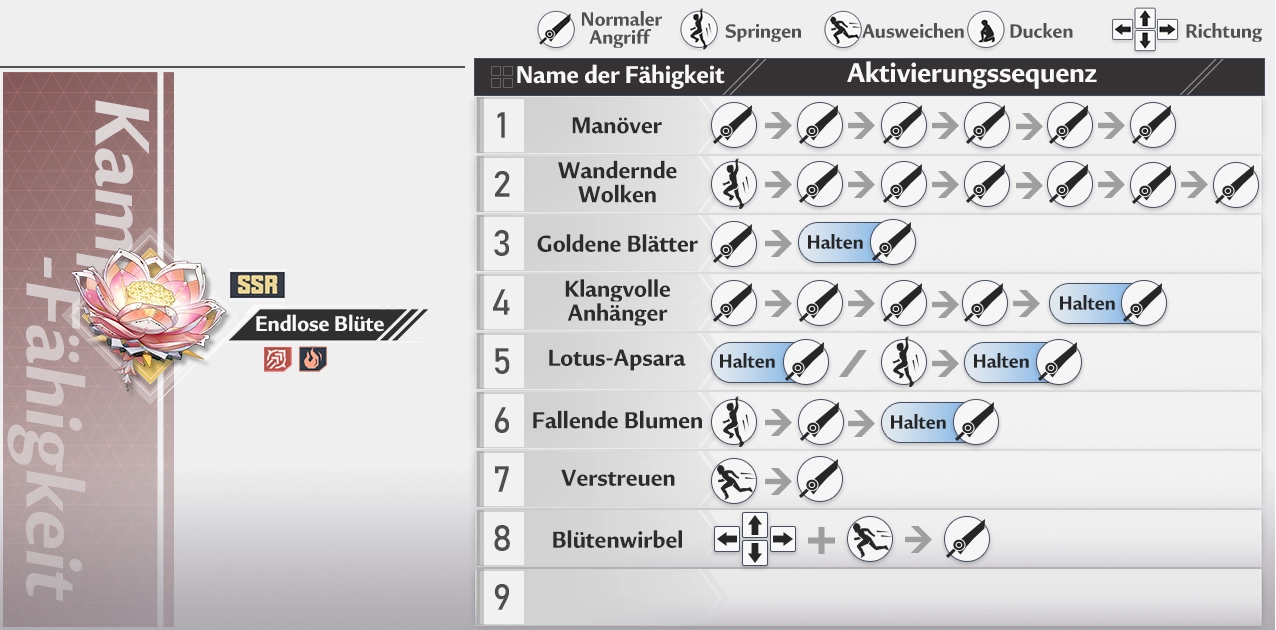 Normaler
Angriff
Springen
Ausweichen
Ducken
Richtung
Name der Fähigkeit
Aktivierungssequenz
Kam
-Fähigkeit
SSR
Endlose Blüte
1 Manöver
2 Wandernde
Wolken
3 Goldene Blätter Halten
4 Klangvolle
Anhänger Halten
5 Lotus-Apsara Halten / Halten
6 Fallende Blumen Halten
7 Verstreuen
8 Blütenwirbel +
9